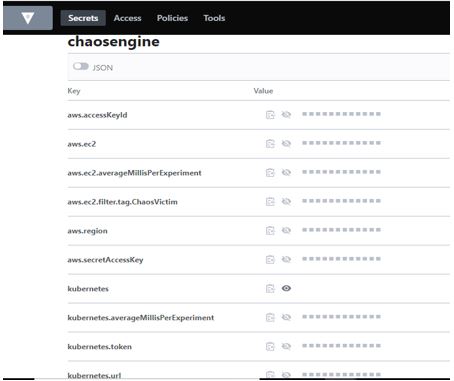 Secrets Access Policies Tools
chaosengine
JSON
Key Value
aws.accessKeyId
aws.ec2
aws.ec2.averageMillisPerExperiment
aws.ec2.filter.tag.ChaosVictim
aws.region
aws.secretAccessKey
kubernetes
kubernetes.averageMillisPerExperiment
kubernetes.token
kubernetes.url